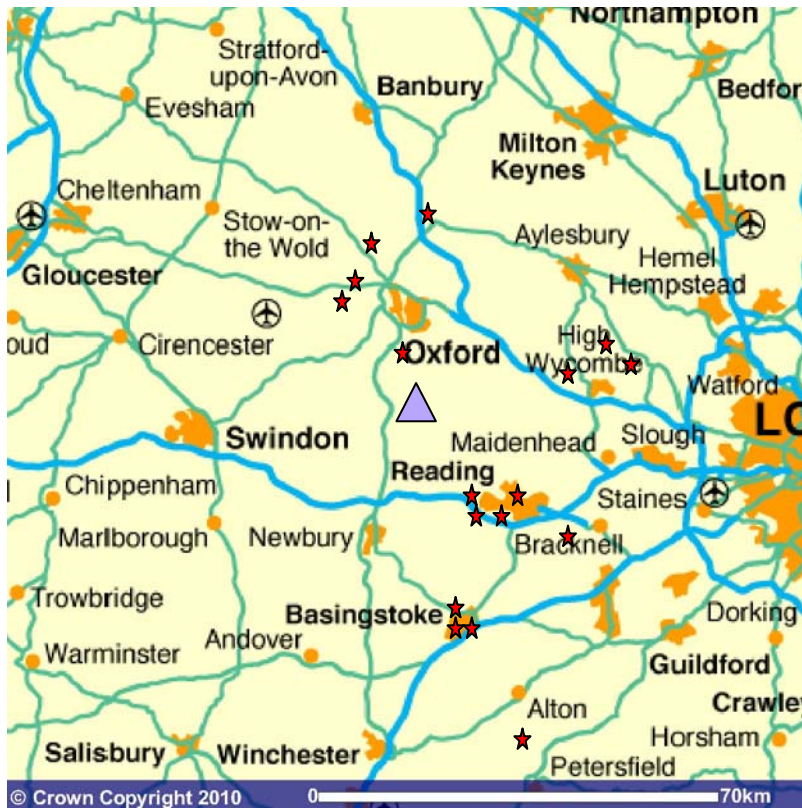 Northampton
Stratford-
upon-Avon
Banbury
Bedfor
Evesham
Milton
Keynes
Cheltenham
Luton
Stow-on-
the Wold
Aylesbury
Hemel
Hempstead
Gloucester
oud
Cirencester
High
Wycombe
Oxford
Watford
LO
Swindon
Maidenhead
Slough
Reading
Chippenham
Staines
Marlborough
Newbury
Bracknell
Trowbridge
Basingstoke
Dorking
Andover
Warminster
Guildford
Crawley
Alton
Horsham
Salisbury
Winchester
Petersfield
© Crown Copyright 2010
0
70km